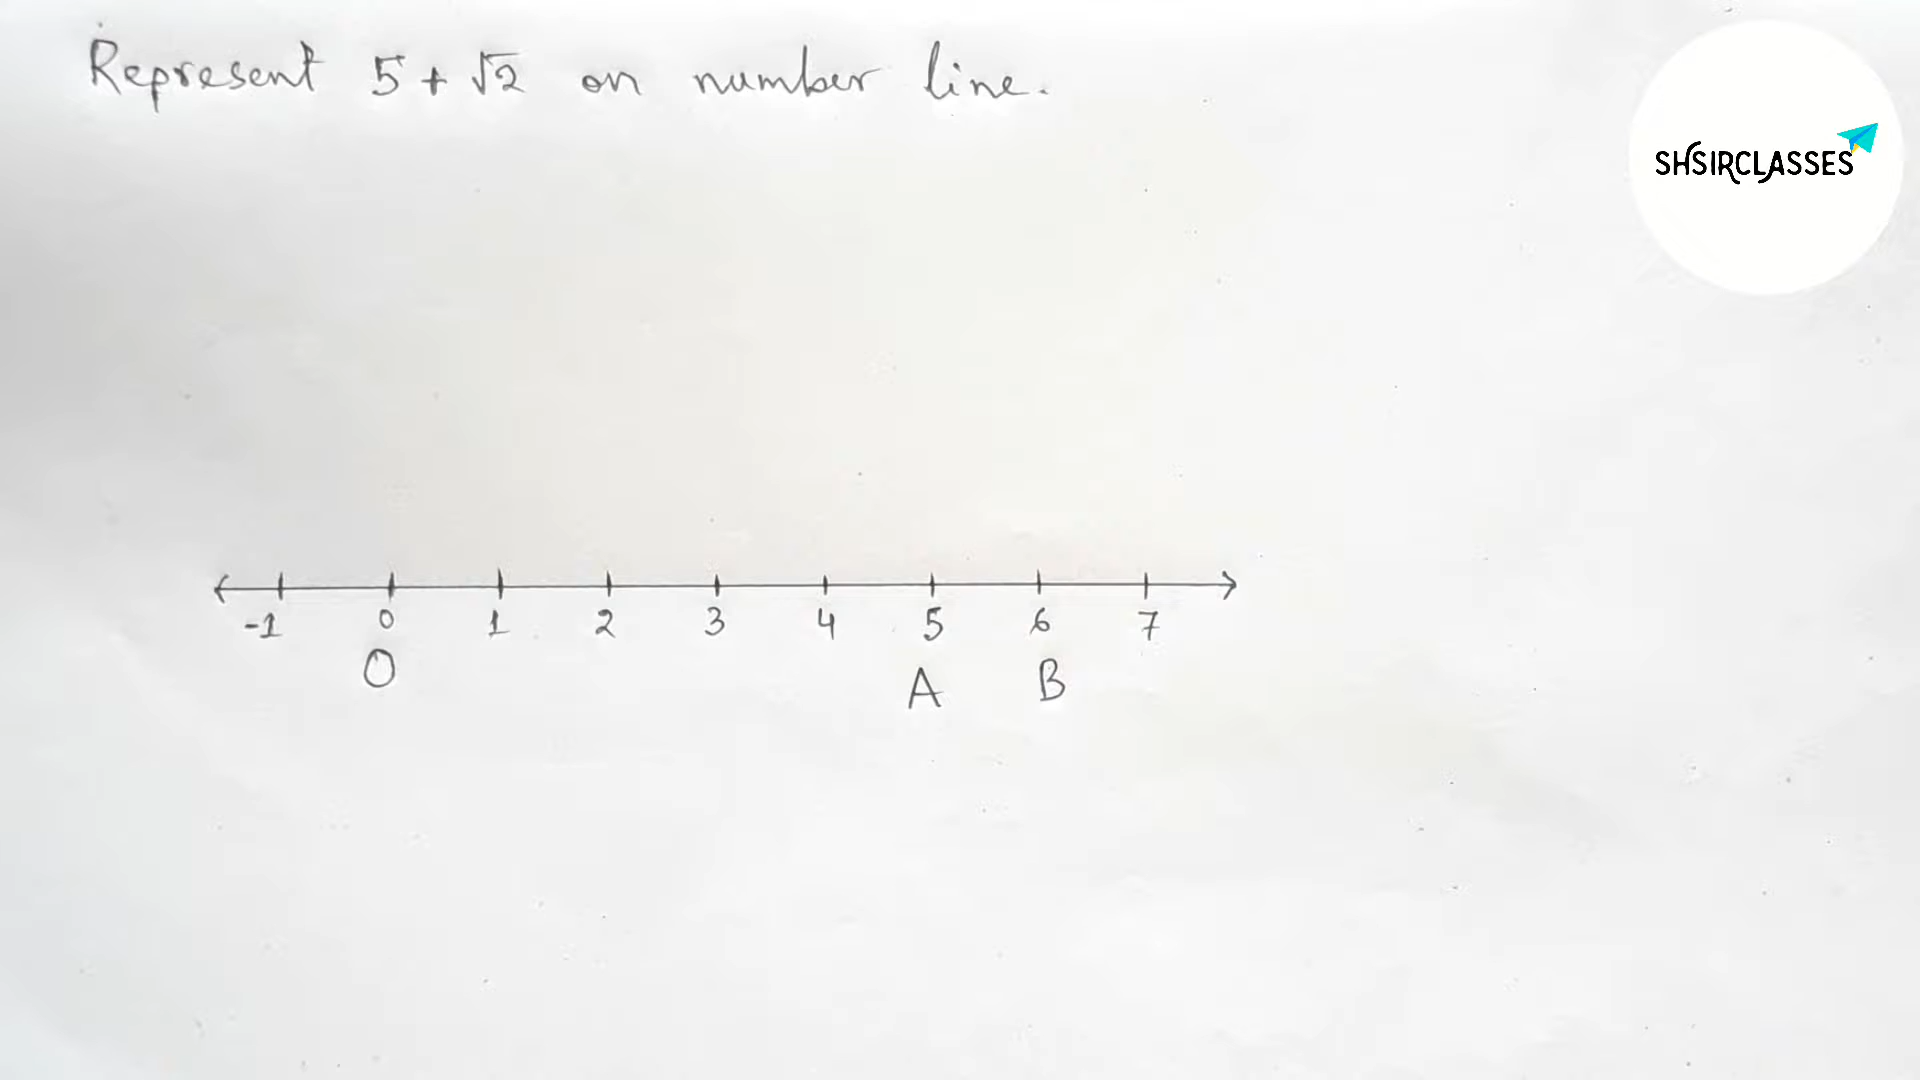 Represent 5 + √2 on number line.
SHSIRCLASSES
-1 0 1 2 3 4 5 6 7
O A B